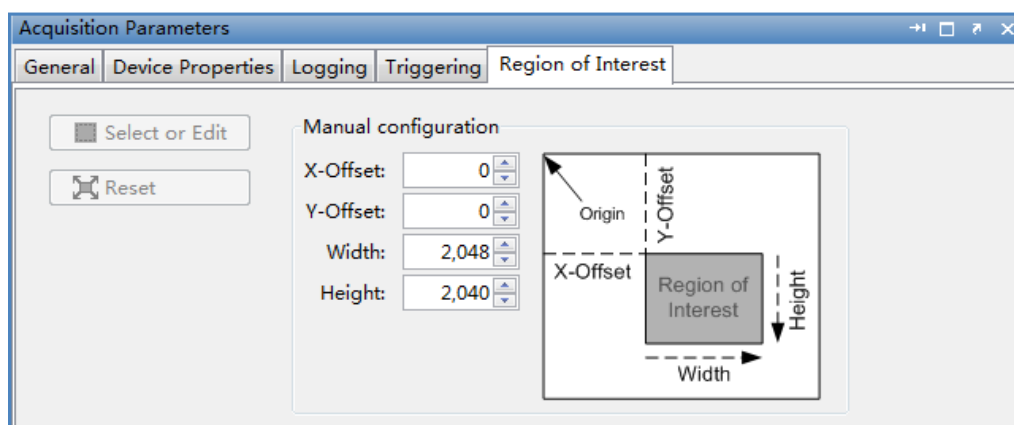 Acquisition Parameters
General Device Properties Logging Triggering Region of Interest
Select or Edit
Reset
Manual configuration
X-Offset: 0
Y-Offset: 0
Width: 2,048
Height: 2,040
Origin
Y-Offset
X-Offset
Region of
Interest
Height
Width